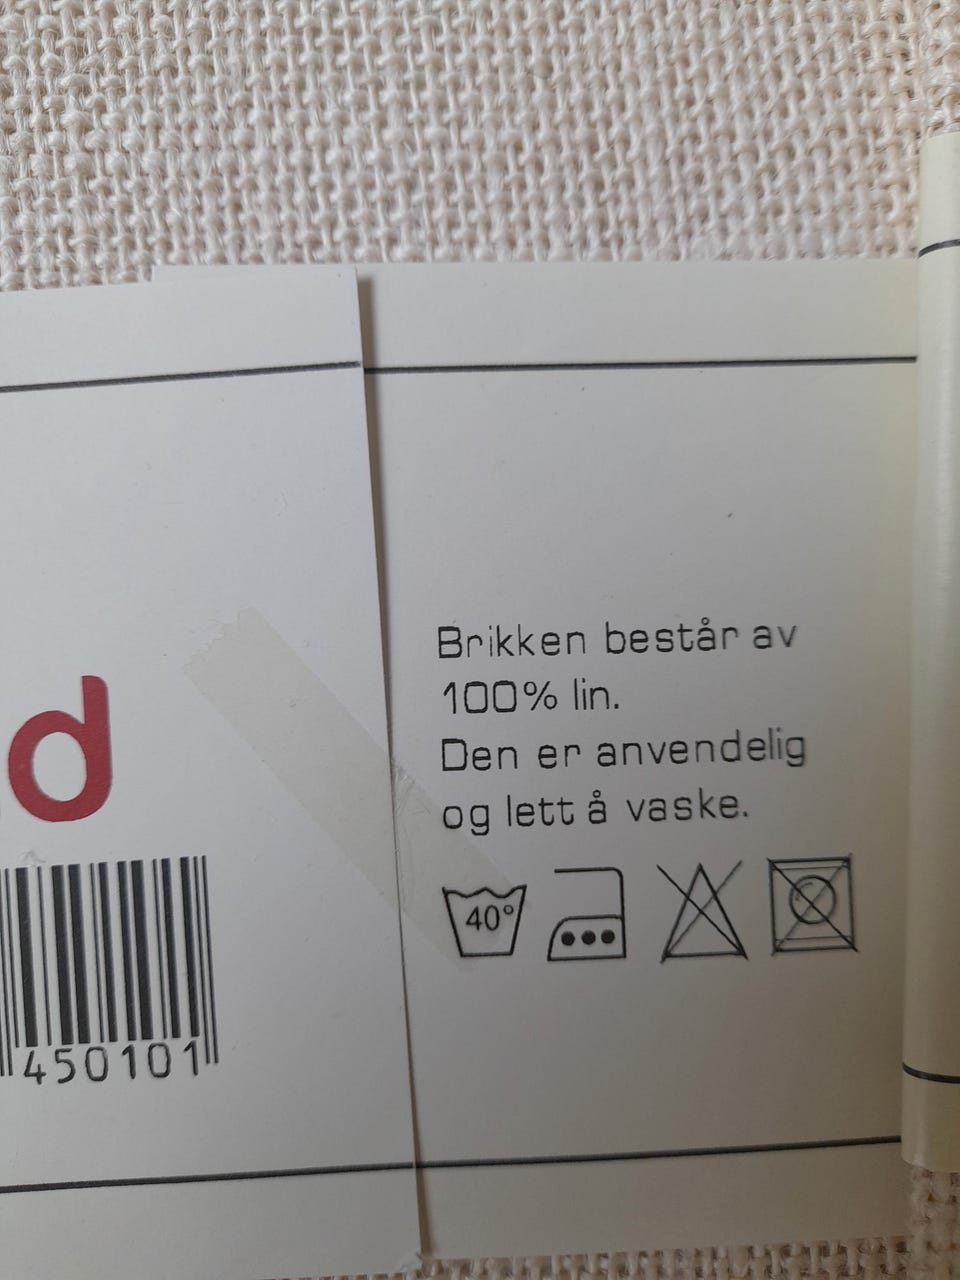 d
450101
Brikken består av
100% lin.
Den er anvendelig
og lett å vaske.
40°